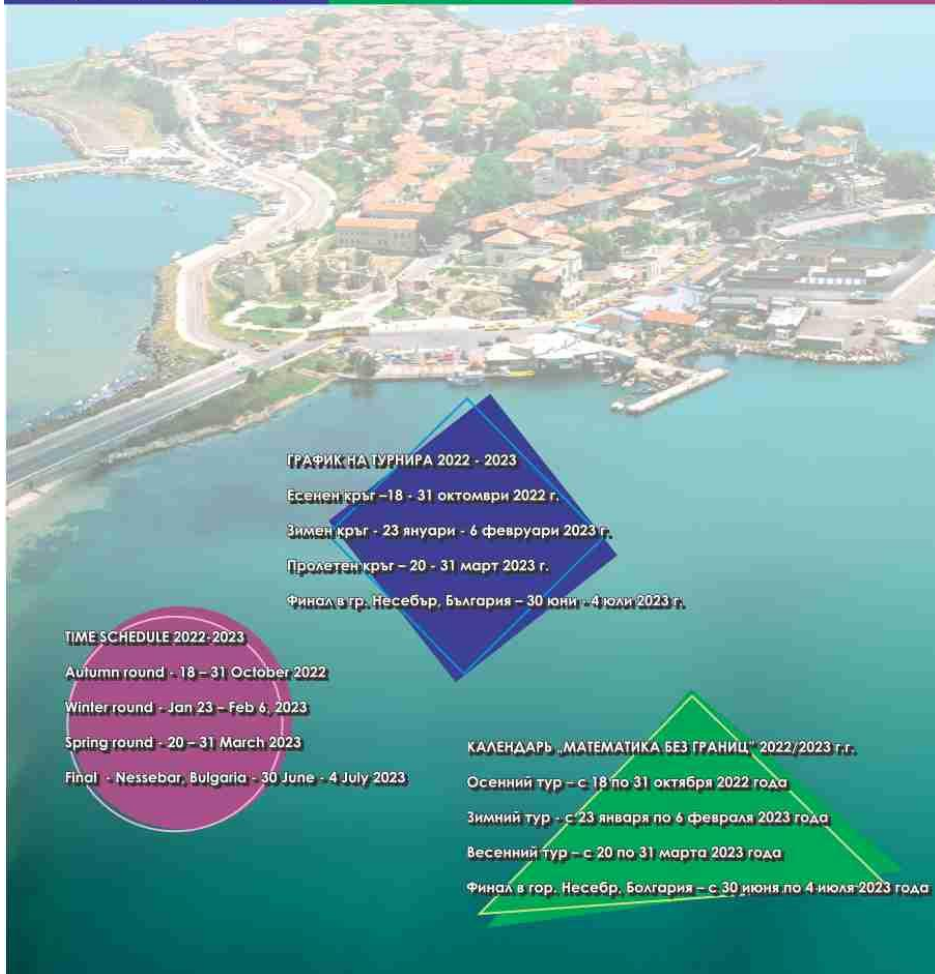 ГРАФИК НА ТУРНИРА 2022 - 2023
Есенен кръг –18 - 31 октомври 2022 г.
Зимен кръг - 23 януари - 6 февруари 2023 г.
Пролетен кръг – 20 - 31 март 2023 г.
Финал в гр. Несебър, България – 30 юни - 4 юли 2023 г.
TIME SCHEDULE 2022-2023
Autumn round - 18 – 31 October 2022
Winter round - Jan 23 – Feb 6, 2023
Spring round - 20 – 31 March 2023
Final - Nessebar, Bulgaria - 30 June - 4 July 2023
КАЛЕНДАРЬ „МАТЕМАТИКА БЕЗ ГРАНИЦ" 2022/2023 г.г.
Осенний тур – с 18 по 31 октября 2022 года
Зимний тур - с 23 января по 6 февраля 2023 года
Весенний тур – с 20 по 31 марта 2023 года
Финал в гор. Несебр, Болгария – с 30 июня по 4 июля 2023 года